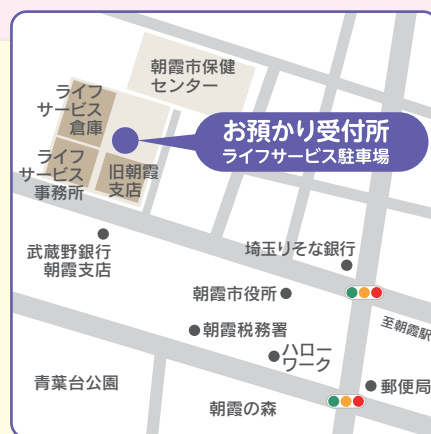 朝霞市保健
センター
ライフ
サービス
倉庫
お預かり受付所
ライフサービス駐車場
ライフ
サービス
事務所
旧朝霞
支店
武蔵野銀行
朝霞支店
埼玉りそな銀行
朝霞市役所
至朝霞駅
朝霞税務署
ハロー
ワーク
青葉台公園
郵便局
朝霞の森